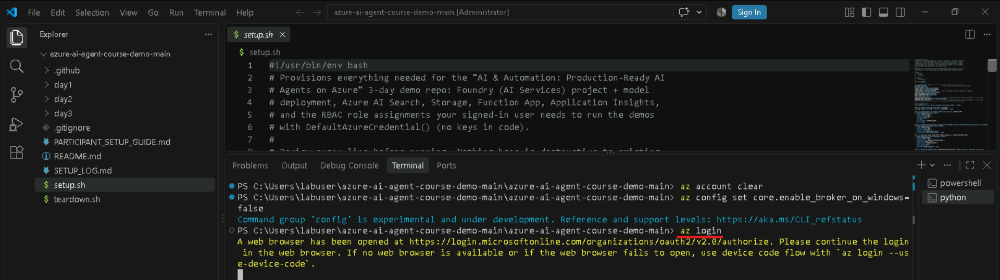 File Edit Selection View Go Run Terminal Help
azure-ai-agent-course-demo-main [Administrator]
Sign In
Explorer
azure-ai-agent-course-demo-main
.github
day1
day2
day3
.gitignore
PARTICIPANT_SETUP_GUIDE.md
README.md
SETUP_LOG.md
$ setup.sh
$ teardown.sh
$ setup.sh
$ setup.sh
1 #!/usr/bin/env bash
2 # Provisions everything needed for the "AI & Automation: Production-Ready AI
3 # Agents on Azure" 3-day demo repo: Foundry (AI Services) project + model
4 # deployment, Azure AI Search, Storage, Function App, Application Insights,
5 # and the RBAC role assignments your signed-in user needs to run the demos
6 # with DefaultAzureCredential() (no keys in code).
7 #
Problems Output Debug Console Terminal Ports
PS C:\Users\labuser\azure-ai-agent-course-demo-main\azure-ai-agent-course-demo-main> az account clear
PS C:\Users\labuser\azure-ai-agent-course-demo-main\azure-ai-agent-course-demo-main> az config set core.enable_broker_on_windows=
false
Command group 'config' is experimental and under development. Reference and support levels: https://aka.ms/CLI_refstatus
PS C:\Users\labuser\azure-ai-agent-course-demo-main\azure-ai-agent-course-demo-main> az login
A web browser has been opened at https://login.microsoftonline.com/organizations/oauth2/v2.0/authorize. Please continue the login
in the web browser. If no web browser is available or if the web browser fails to open, use device code flow with `az login --us
e-device-code`.
powershell
python